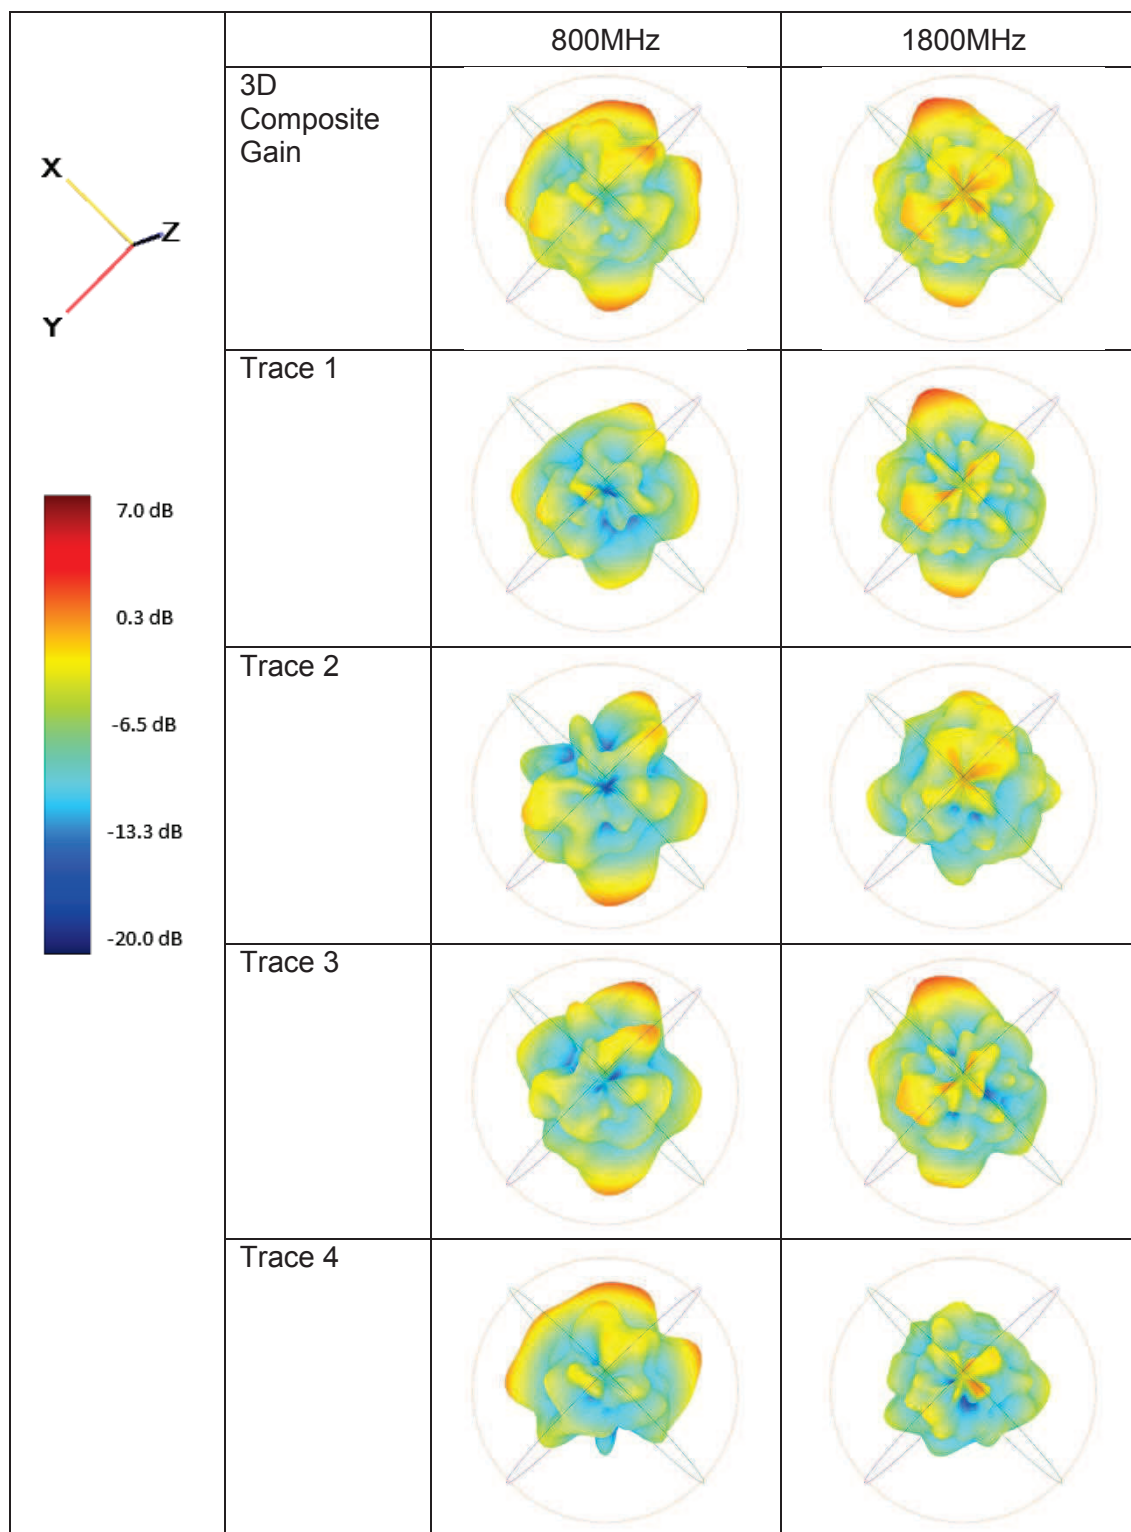 800MHz
1800MHz
3D
Composite
Gain
X
Z
Y
Trace 1
7.0 dB
0.3 dB
-6.5 dB
-13.3 dB
-20.0 dB
Trace 2
Trace 3
Trace 4